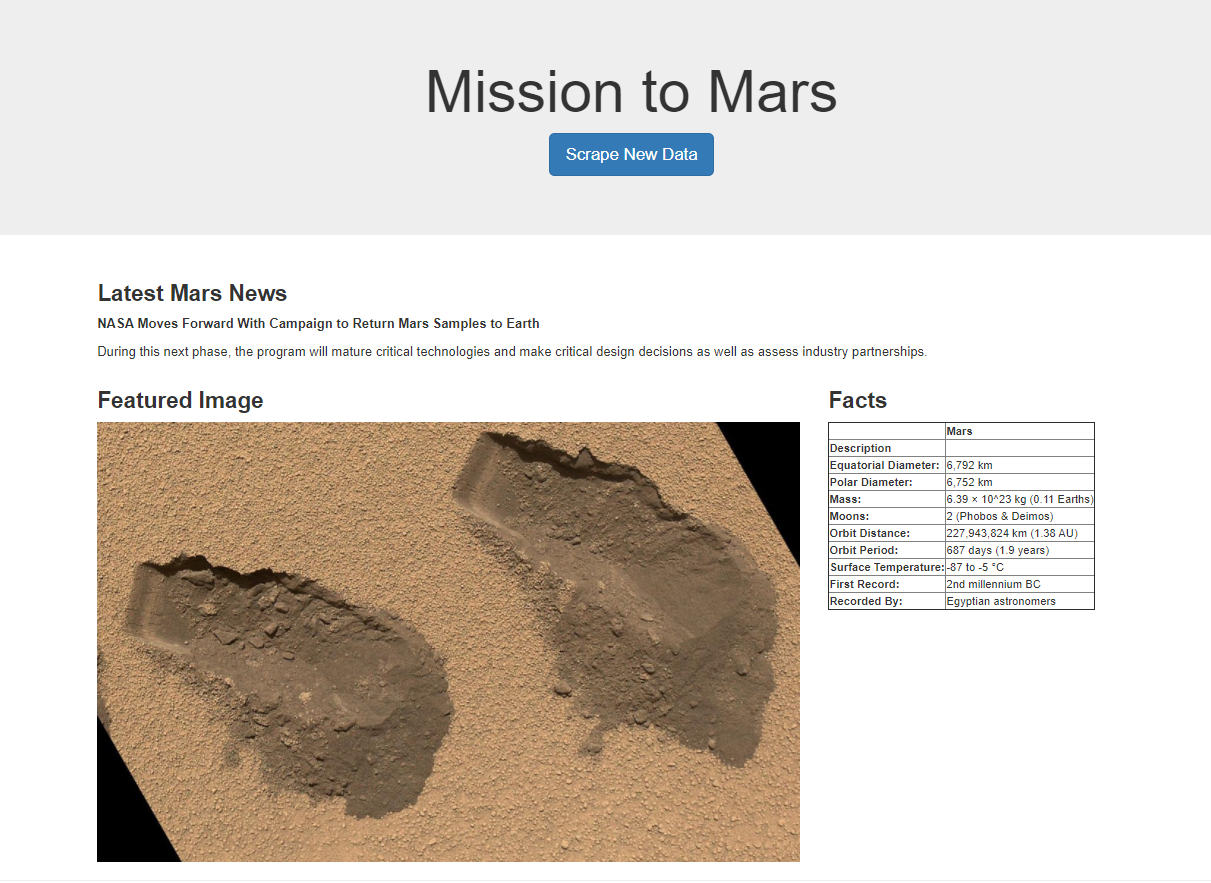 Mission to Mars
Scrape New Data
Latest Mars News
NASA Moves Forward With Campaign to Return Mars Samples to Earth
During this next phase, the program will mature critical technologies and make critical design decisions as well as assess industry partnerships.
Featured Image
Facts
Mars
Description
Equatorial Diameter: 6,792 km
Polar Diameter: 6,752 km
Mass: 6.39 × 10^23 kg (0.11 Earths)
Moons: 2 (Phobos & Deimos)
Orbit Distance: 227,943,824 km (1.38 AU)
Orbit Period: 687 days (1.9 years)
Surface Temperature: -87 to -5 °C
First Record: 2nd millennium BC
Recorded By: Egyptian astronomers